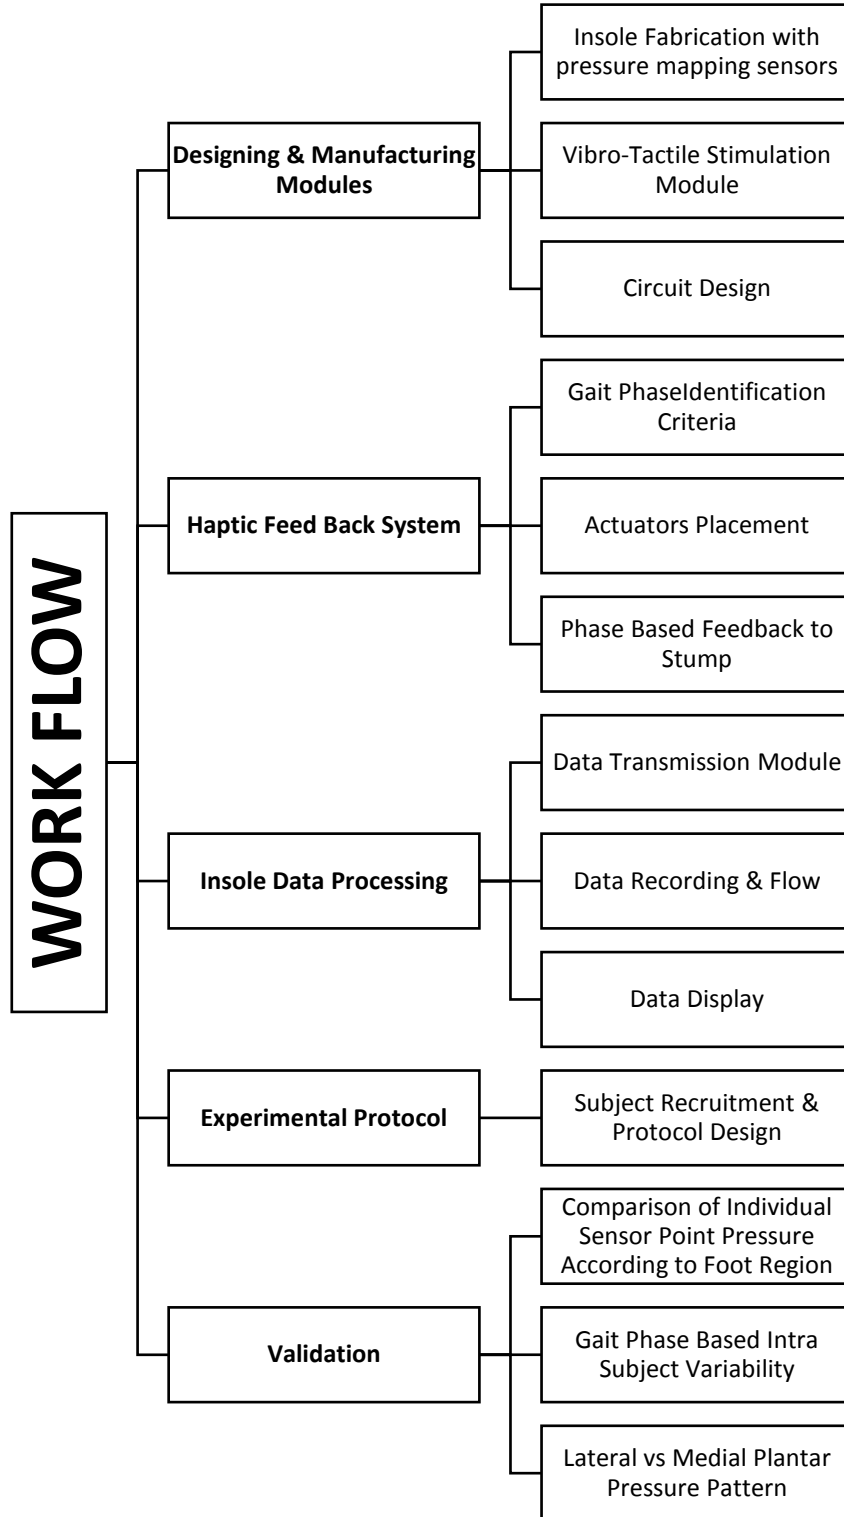 WORK FLOW
Designing & Manufacturing
Modules
Insole Fabrication with
pressure mapping sensors
Vibro-Tactile Stimulation
Module
Circuit Design
Haptic Feed Back System
Gait PhaseIdentification
Criteria
Actuators Placement
Phase Based Feedback to
Stump
Insole Data Processing
Data Transmission Module
Data Recording & Flow
Data Display
Experimental Protocol
Subject Recruitment &
Protocol Design
Validation
Comparison of Individual
Sensor Point Pressure
According to Foot Region
Gait Phase Based Intra
Subject Variability
Lateral vs Medial Plantar
Pressure Pattern